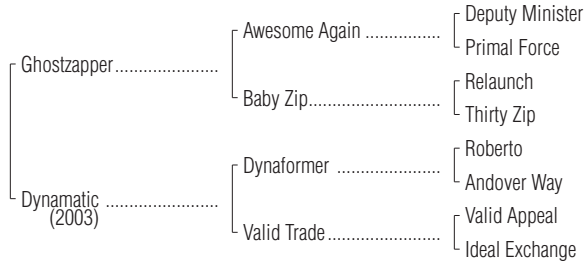 Deputy Minister
Awesome Again ..................
Primal Force
Ghostzapper.....................
Relaunch
Baby Zip.........................
Thirty Zip
Roberto
Dynaformer .....................
Andover Way
Dynamatic .....................
(2003)
Valid Appeal
Valid Trade.......................
Ideal Exchange